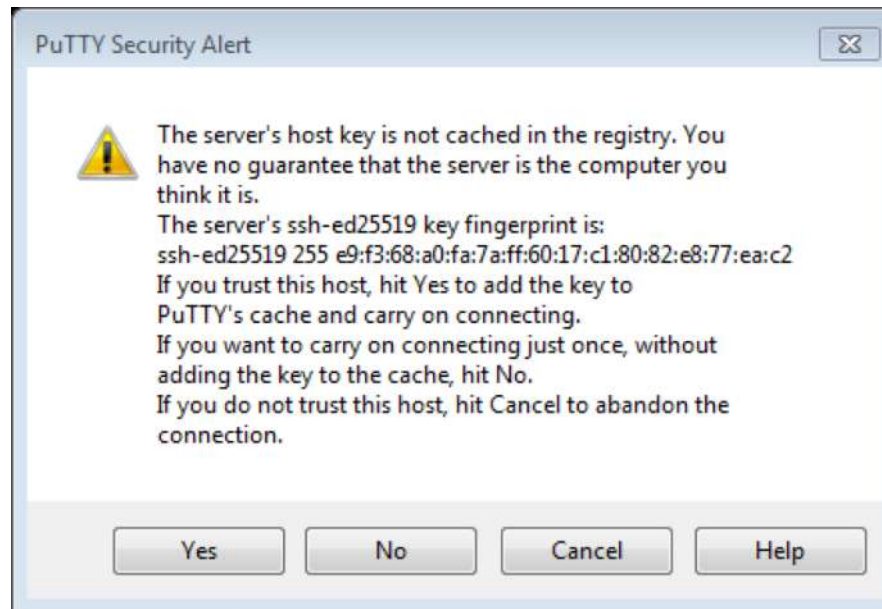 PuTTY Security Alert
The server's host key is not cached in the registry. You
have no guarantee that the server is the computer you
think it is.
The server's ssh-ed25519 key fingerprint is:
ssh-ed25519 255 e9:f3:68:a0:fa:7a:ff:60:17:c1:80:82:e8:77:ea:c2
If you trust this host, hit Yes to add the key to
PuTTY's cache and carry on connecting.
If you want to carry on connecting just once, without
adding the key to the cache, hit No.
If you do not trust this host, hit Cancel to abandon the
connection.
Yes No Cancel Help